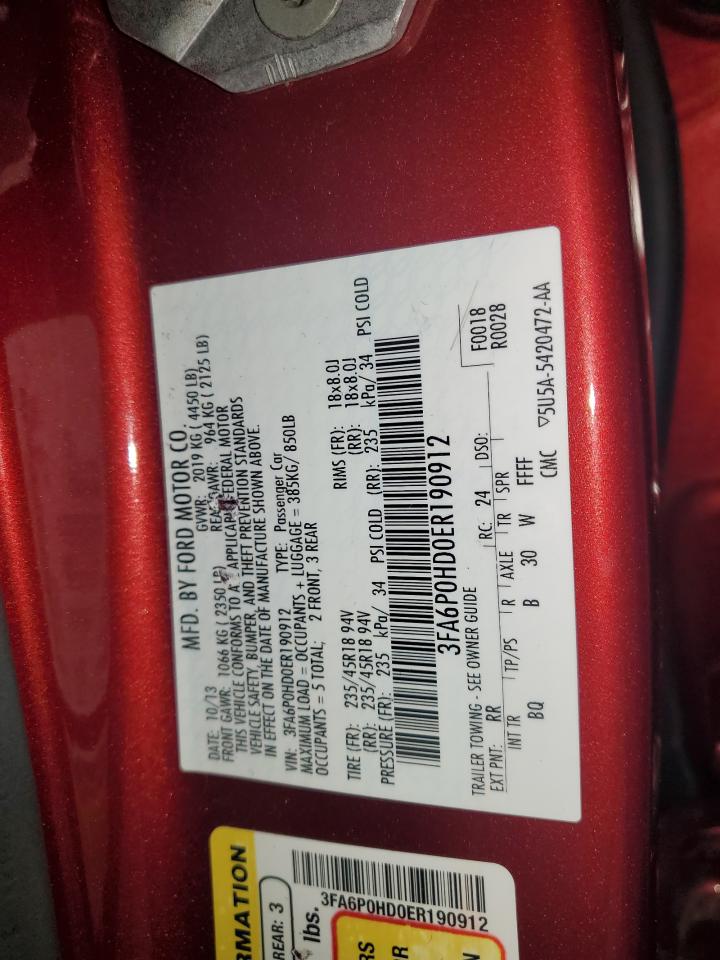 MFD. BY FORD MOTOR CO.
DATE: 10/13 GVWR: 2019 KG ( 4450 LB)
FRONT GAWR: 1066 KG ( 2350 LB) REAR GAWR: 964 KG ( 2125 LB)
THIS VEHICLE CONFORMS TO A APPLICAB FEDERAL MOTOR
VEHICLE SAFETY, BUMPER, AND THEFT PREVENTION STANDARDS
IN EFFECT ON THE DATE OF MANUFACTURE SHOWN ABOVE.
VIN: 3FA6P0HD0ER190912 TYPE: Passenger Car
MAXIMUM LOAD = OCCUPANTS + LUGGAGE = 385KG/ 850LB
OCCUPANTS = 5 TOTAL: 2 FRONT, 3 REAR
TIRE (FR): 235/45R18 94V RIMS (FR): 18x8.0J
(RR): 235/45R18 94V (RR): 18x8.0J
PRESSURE (FR): 235 kPa/ 34 PSI COLD (RR): 235 kPa/ 34 PSI COLD
3FA6P0HD0ER190912
TRAILER TOWING - SEE OWNER GUIDE
EXT PNT: RR RC: 24 DSO:
INT TR TP/PS R AXLE TR SPR
BQ B 30 W FFFF
F0018
R0028
CMC ▽5U5A-5420472-AA
RMATION
REAR: 3
lbs.
3FA6P0HD0ER190912
RS
R
N